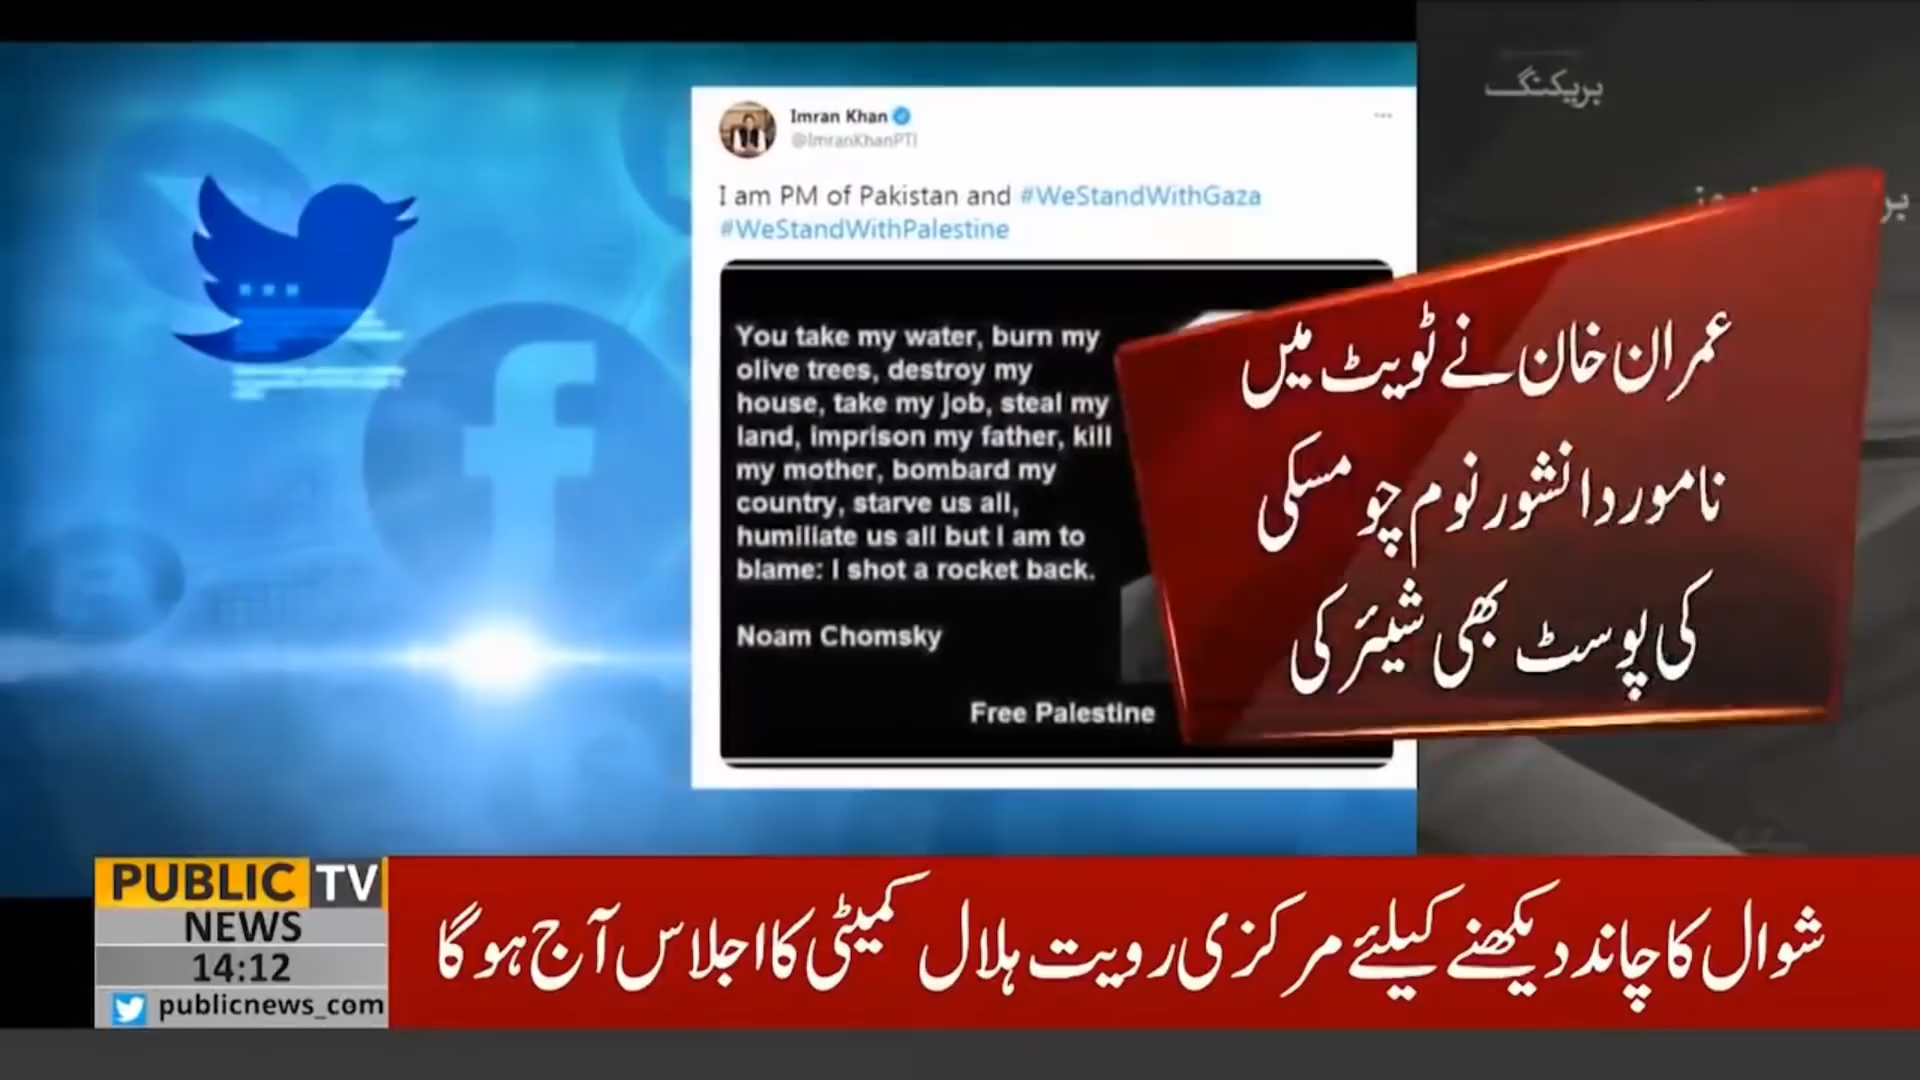 بریکنگ
Imran Khan
@ImranKhanPTI
I am PM of Pakistan and #WeStandWithGaza
#WeStandWithPalestine
You take my water, burn my
olive trees, destroy my
house, take my job, steal my
land, imprison my father, kill
my mother, bombard my
country, starve us all,
humiliate us all but I am to
blame: I shot a rocket back.
Noam Chomsky
Free Palestine
عمران خان نے ٹویٹ میں
نامور دانشور نوم چومسکی
کی پوسٹ بھی شیئر کی
PUBLIC TV
NEWS
14:12
publicnews_com
شوال کا چاند دیکھنے کیلئے مرکزی رویت ہلال کمیٹی کا اجلاس آج ہوگا